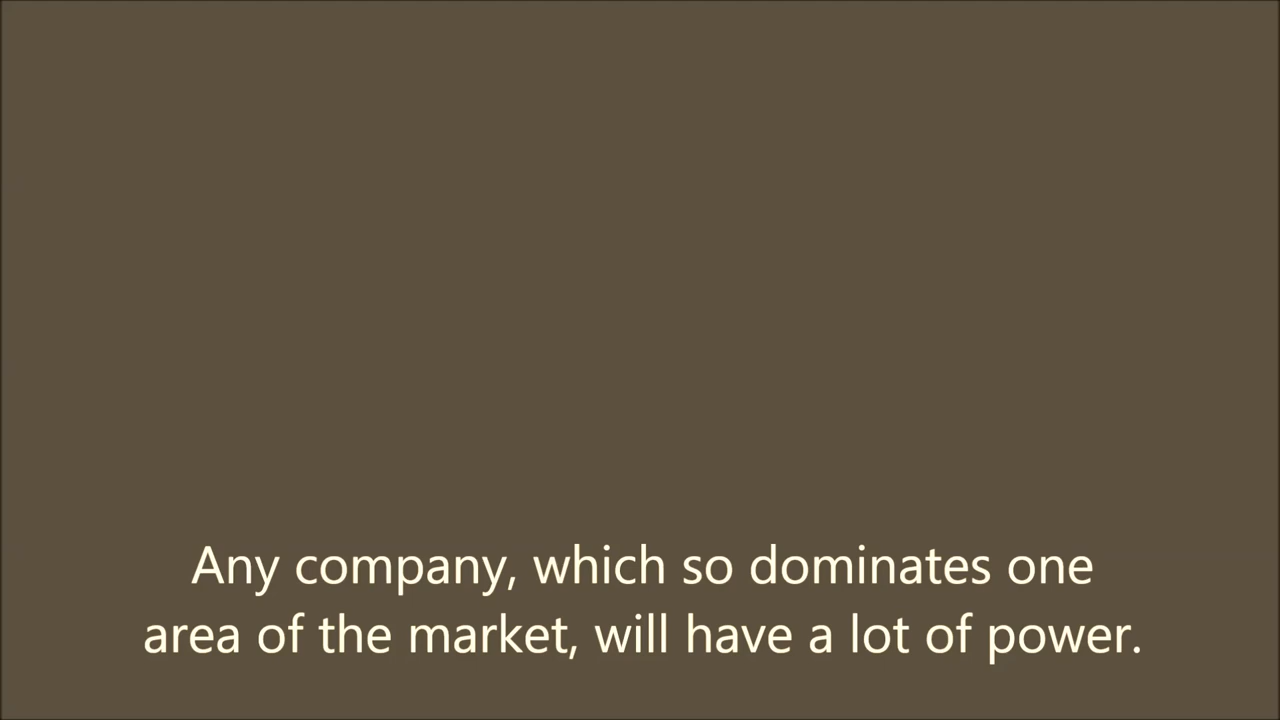 Any company, which so dominates one
area of the market, will have a lot of power.